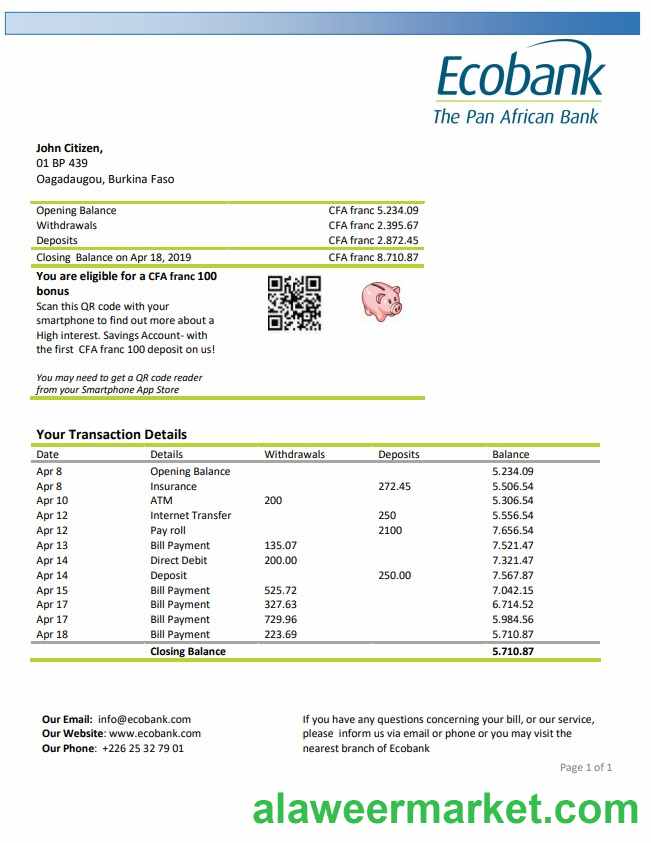 Ecobank
The Pan African Bank
John Citizen,
01 BP 439
Oagadaugou, Burkina Faso
Opening Balance CFA franc 5.234.09
Withdrawals CFA franc 2.395.67
Deposits CFA franc 2.872.45
Closing Balance on Apr 18, 2019 CFA franc 8.710.87
You are eligible for a CFA franc 100
bonus
Scan this QR code with your
smartphone to find out more about a
High interest. Savings Account- with
the first CFA franc 100 deposit on us!
You may need to get a QR code reader
from your Smartphone App Store
Your Transaction Details
Date Details Withdrawals Deposits Balance
Apr 8 Opening Balance 5.234.09
Apr 8 Insurance 272.45 5.506.54
Apr 10 ATM 200 5.306.54
Apr 12 Internet Transfer 250 5.556.54
Apr 12 Pay roll 2100 7.656.54
Apr 13 Bill Payment 135.07 7.521.47
Apr 14 Direct Debit 200.00 7.321.47
Apr 14 Deposit 250.00 7.567.87
Apr 15 Bill Payment 525.72 7.042.15
Apr 17 Bill Payment 327.63 6.714.52
Apr 17 Bill Payment 729.96 5.984.56
Apr 18 Bill Payment 223.69 5.710.87
Closing Balance 5.710.87
Our Email: info@ecobank.com
Our Website: www.ecobank.com
Our Phone: +226 25 32 79 01
If you have any questions concerning your bill, or our service,
please inform us via email or phone or you may visit the
nearest branch of Ecobank
Page 1 of 1
alaweermarket.com